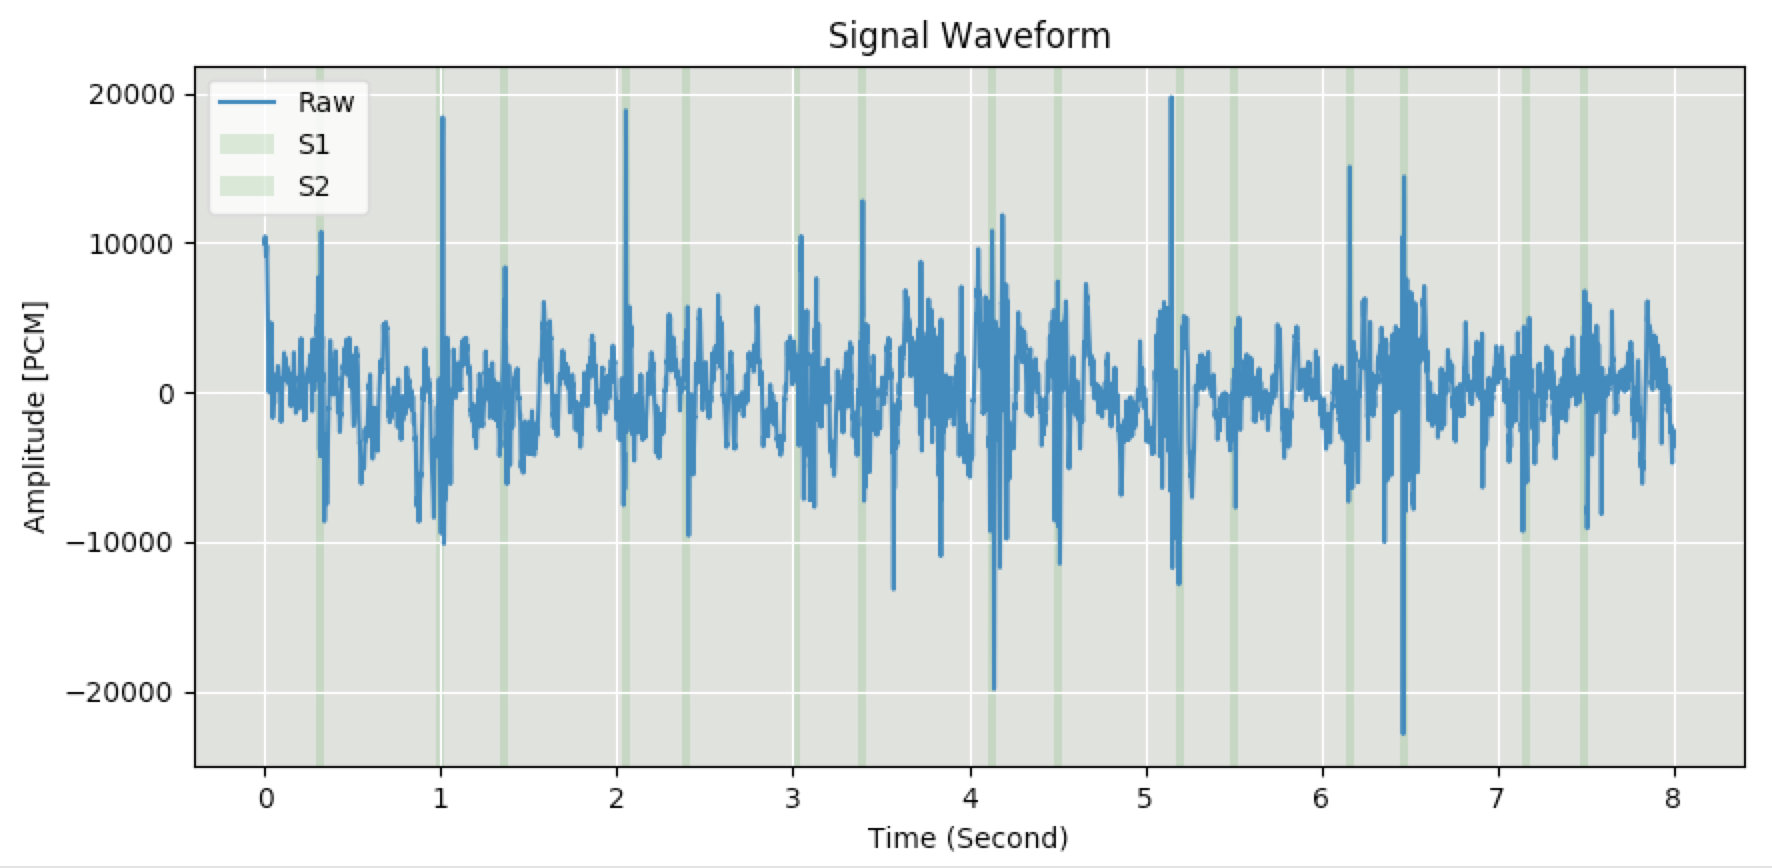 Signal Waveform
Raw
S1
S2
20000
10000
0
−10000
−20000
Amplitude [PCM]
0 1 2 3 4 5 6 7 8
Time (Second)